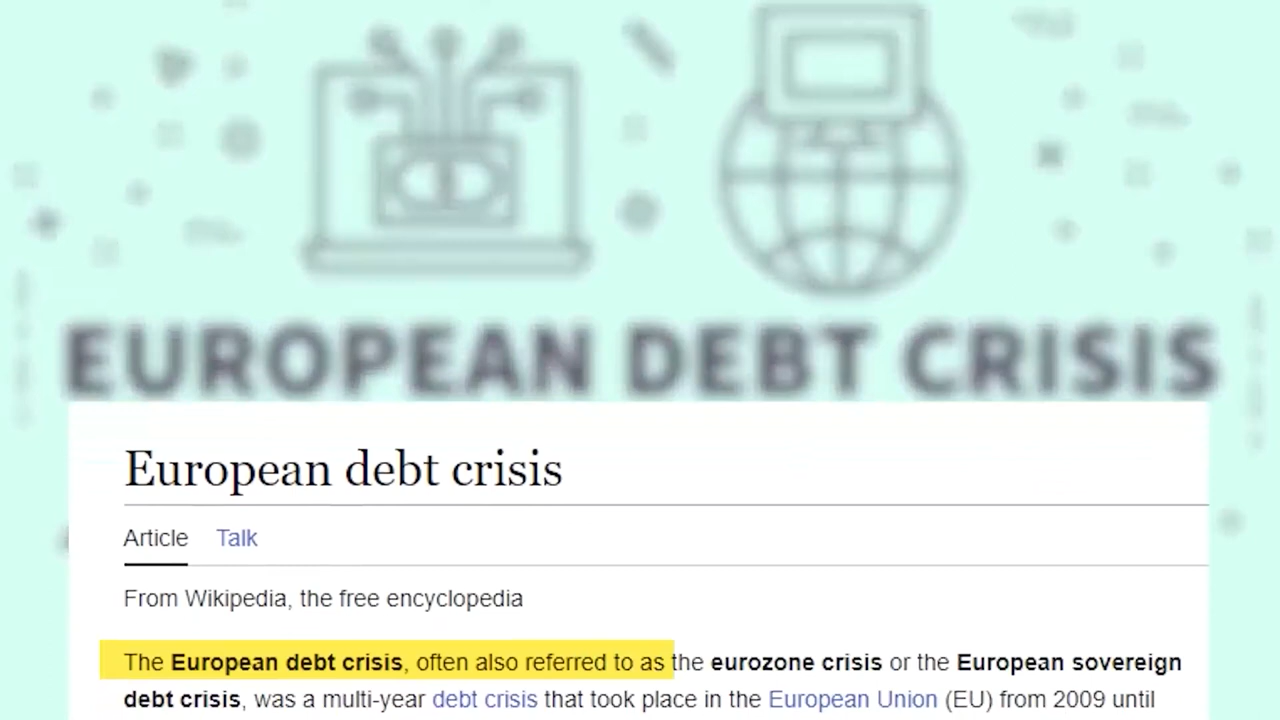 EUROPEAN DEBT CRISIS
European debt crisis
Article Talk
From Wikipedia, the free encyclopedia
The European debt crisis, often also referred to as the eurozone crisis or the European sovereign
debt crisis, was a multi-year debt crisis that took place in the European Union (EU) from 2009 until